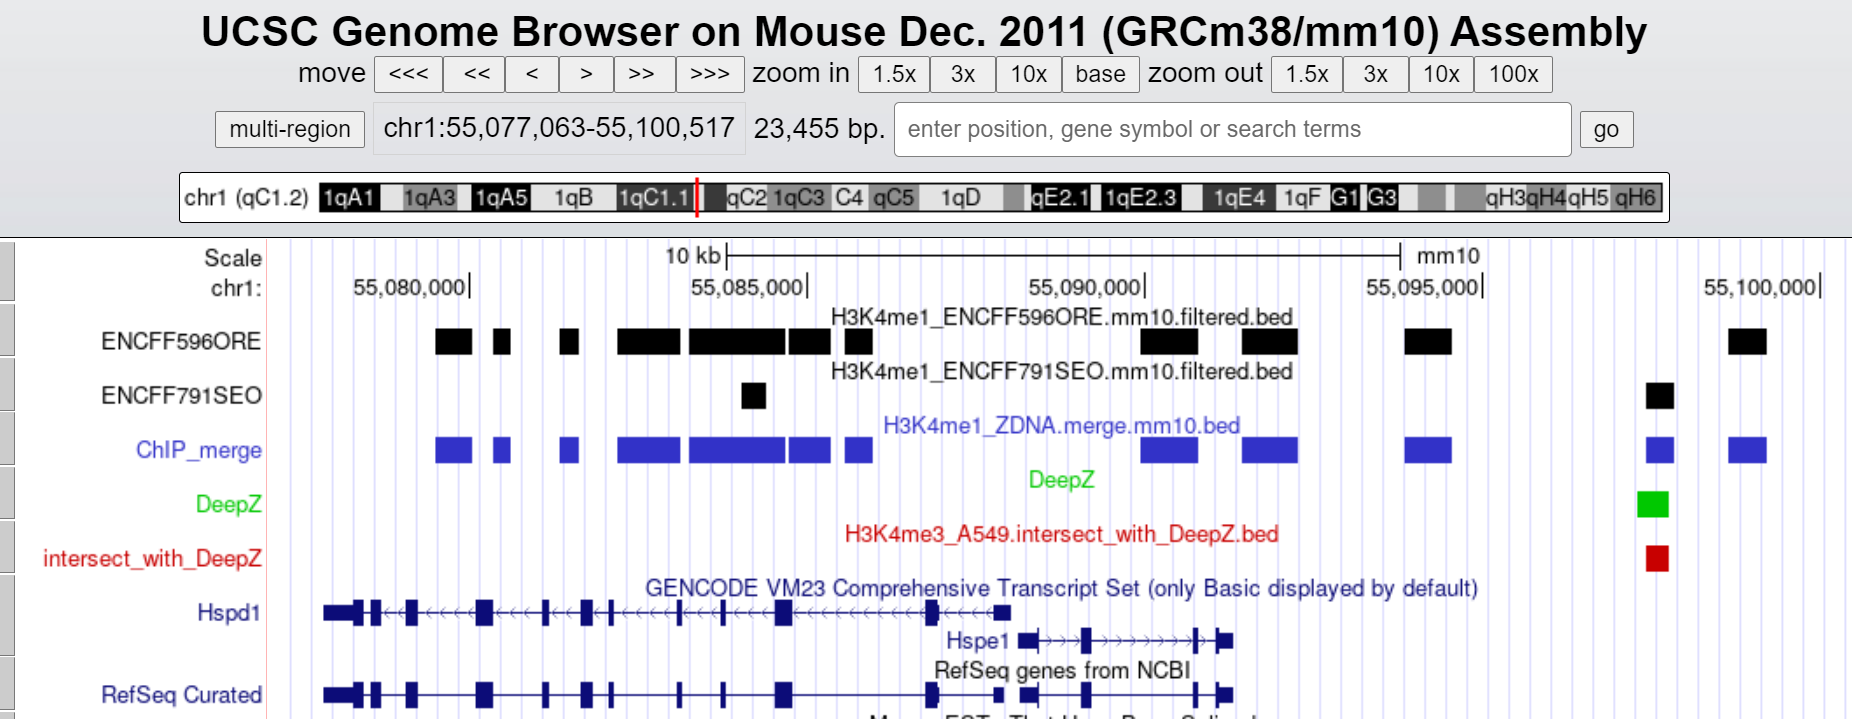 UCSC Genome Browser on Mouse Dec. 2011 (GRCm38/mm10) Assembly
move <<< << < > >> >>> zoom in 1.5x 3x 10x base zoom out 1.5x 3x 10x 100x
multi-region chr1:55,077,063-55,100,517 23,455 bp. enter position, gene symbol or search terms go
chr1 (qC1.2) 1qA1 1qA3 1qA5 1qB 1qC1.1 qC2 1qC3 C4 qC5 1qD qE2.1 1qE2.3 1qE4 1qF G1 G3 qH3 qH4 qH5 qH6
Scale 10 kb mm10
chr1: 55,080,000 55,085,000 55,090,000 55,095,000 55,100,000
H3K4me1_ENCFF596ORE.mm10.filtered.bed
ENCFF596ORE
H3K4me1_ENCFF791SEO.mm10.filtered.bed
ENCFF791SEO
H3K4me1_ZDNA.merge.mm10.bed
ChIP_merge
DeepZ
DeepZ
H3K4me3_A549.intersect_with_DeepZ.bed
intersect_with_DeepZ
GENCODE VM23 Comprehensive Transcript Set (only Basic displayed by default)
Hspd1
Hspe1
RefSeq genes from NCBI
RefSeq Curated